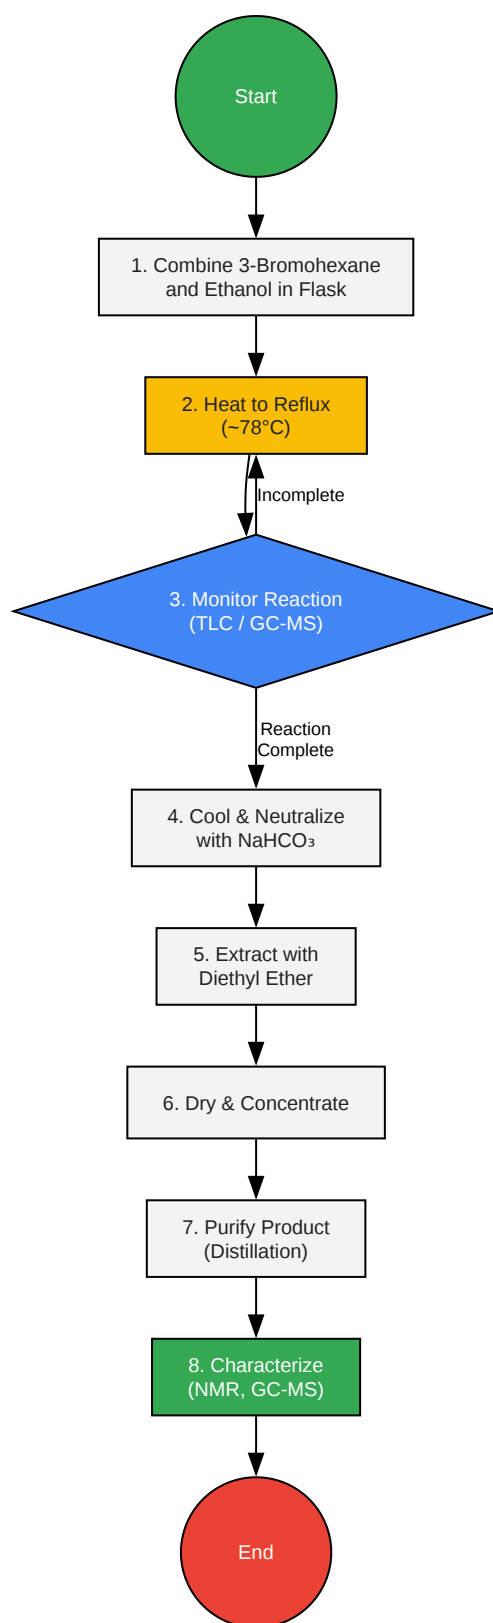 Start
1. Combine 3-Bromohexane
and Ethanol in Flask
2. Heat to Reflux
(~78°C)
Incomplete
3. Monitor Reaction
(TLC / GC-MS)
Reaction
Complete
4. Cool & Neutralize
with NaHCO₃
5. Extract with
Diethyl Ether
6. Dry & Concentrate
7. Purify Product
(Distillation)
8. Characterize
(NMR, GC-MS)
End